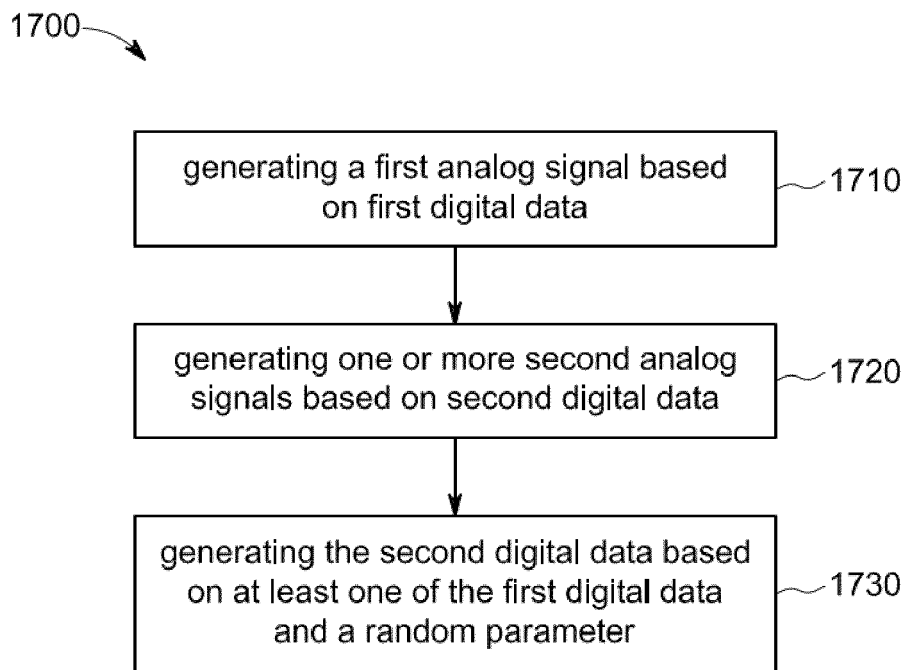 1700
generating a first analog signal based
on first digital data
1710
generating one or more second analog
signals based on second digital data
1720
generating the second digital data based
on at least one of the first digital data
and a random parameter
1730